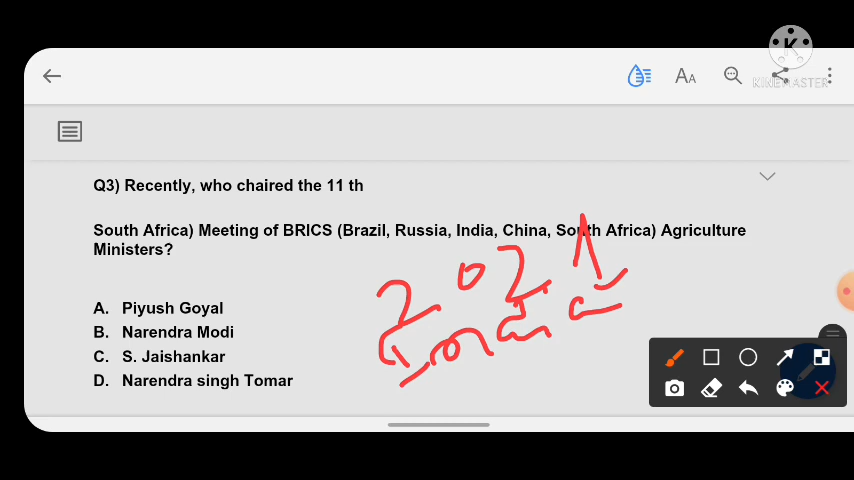 KINEMASTER
Q3) Recently, who chaired the 11 th
South Africa) Meeting of BRICS (Brazil, Russia, India, China, South Africa) Agriculture
Ministers?
A. Piyush Goyal
B. Narendra Modi
C. S. Jaishankar
D. Narendra singh Tomar
2021